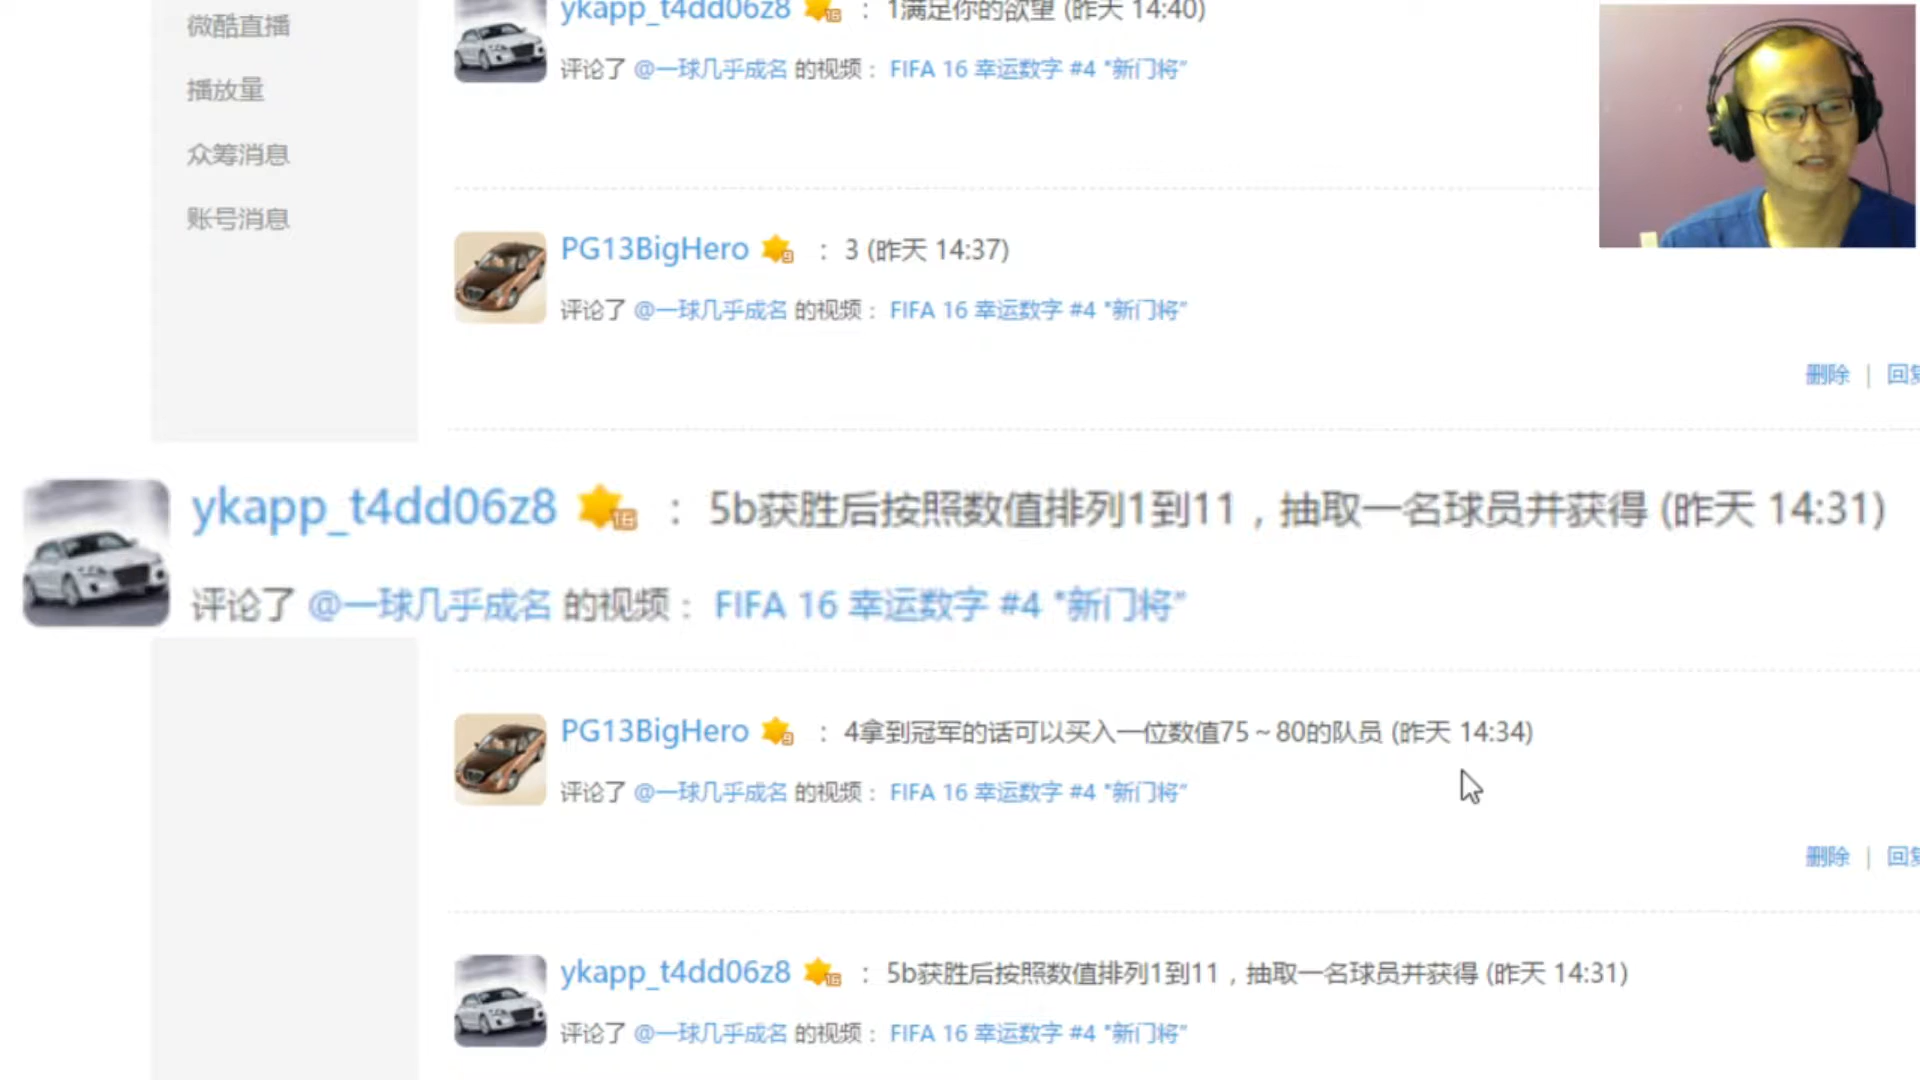 微酷直播
播放量
众筹消息
账号消息
ykapp_t4dd06z8 16 : 1满足你的欲望 (昨天 14:40)
评论了 @一球几乎成名 的视频： FIFA 16 幸运数字 #4 "新门将"
PG13BigHero 9 : 3 (昨天 14:37)
评论了 @一球几乎成名 的视频： FIFA 16 幸运数字 #4 "新门将"
删除 | 回复
ykapp_t4dd06z8 16 : 5b获胜后按照数值排列1到11，抽取一名球员并获得 (昨天 14:31)
评论了 @一球几乎成名 的视频： FIFA 16 幸运数字 #4 "新门将"
PG13BigHero 9 : 4拿到冠军的话可以买入一位数值75～80的队员 (昨天 14:34)
评论了 @一球几乎成名 的视频： FIFA 16 幸运数字 #4 "新门将"
删除 | 回复
ykapp_t4dd06z8 16 : 5b获胜后按照数值排列1到11，抽取一名球员并获得 (昨天 14:31)
评论了 @一球几乎成名 的视频： FIFA 16 幸运数字 #4 "新门将"